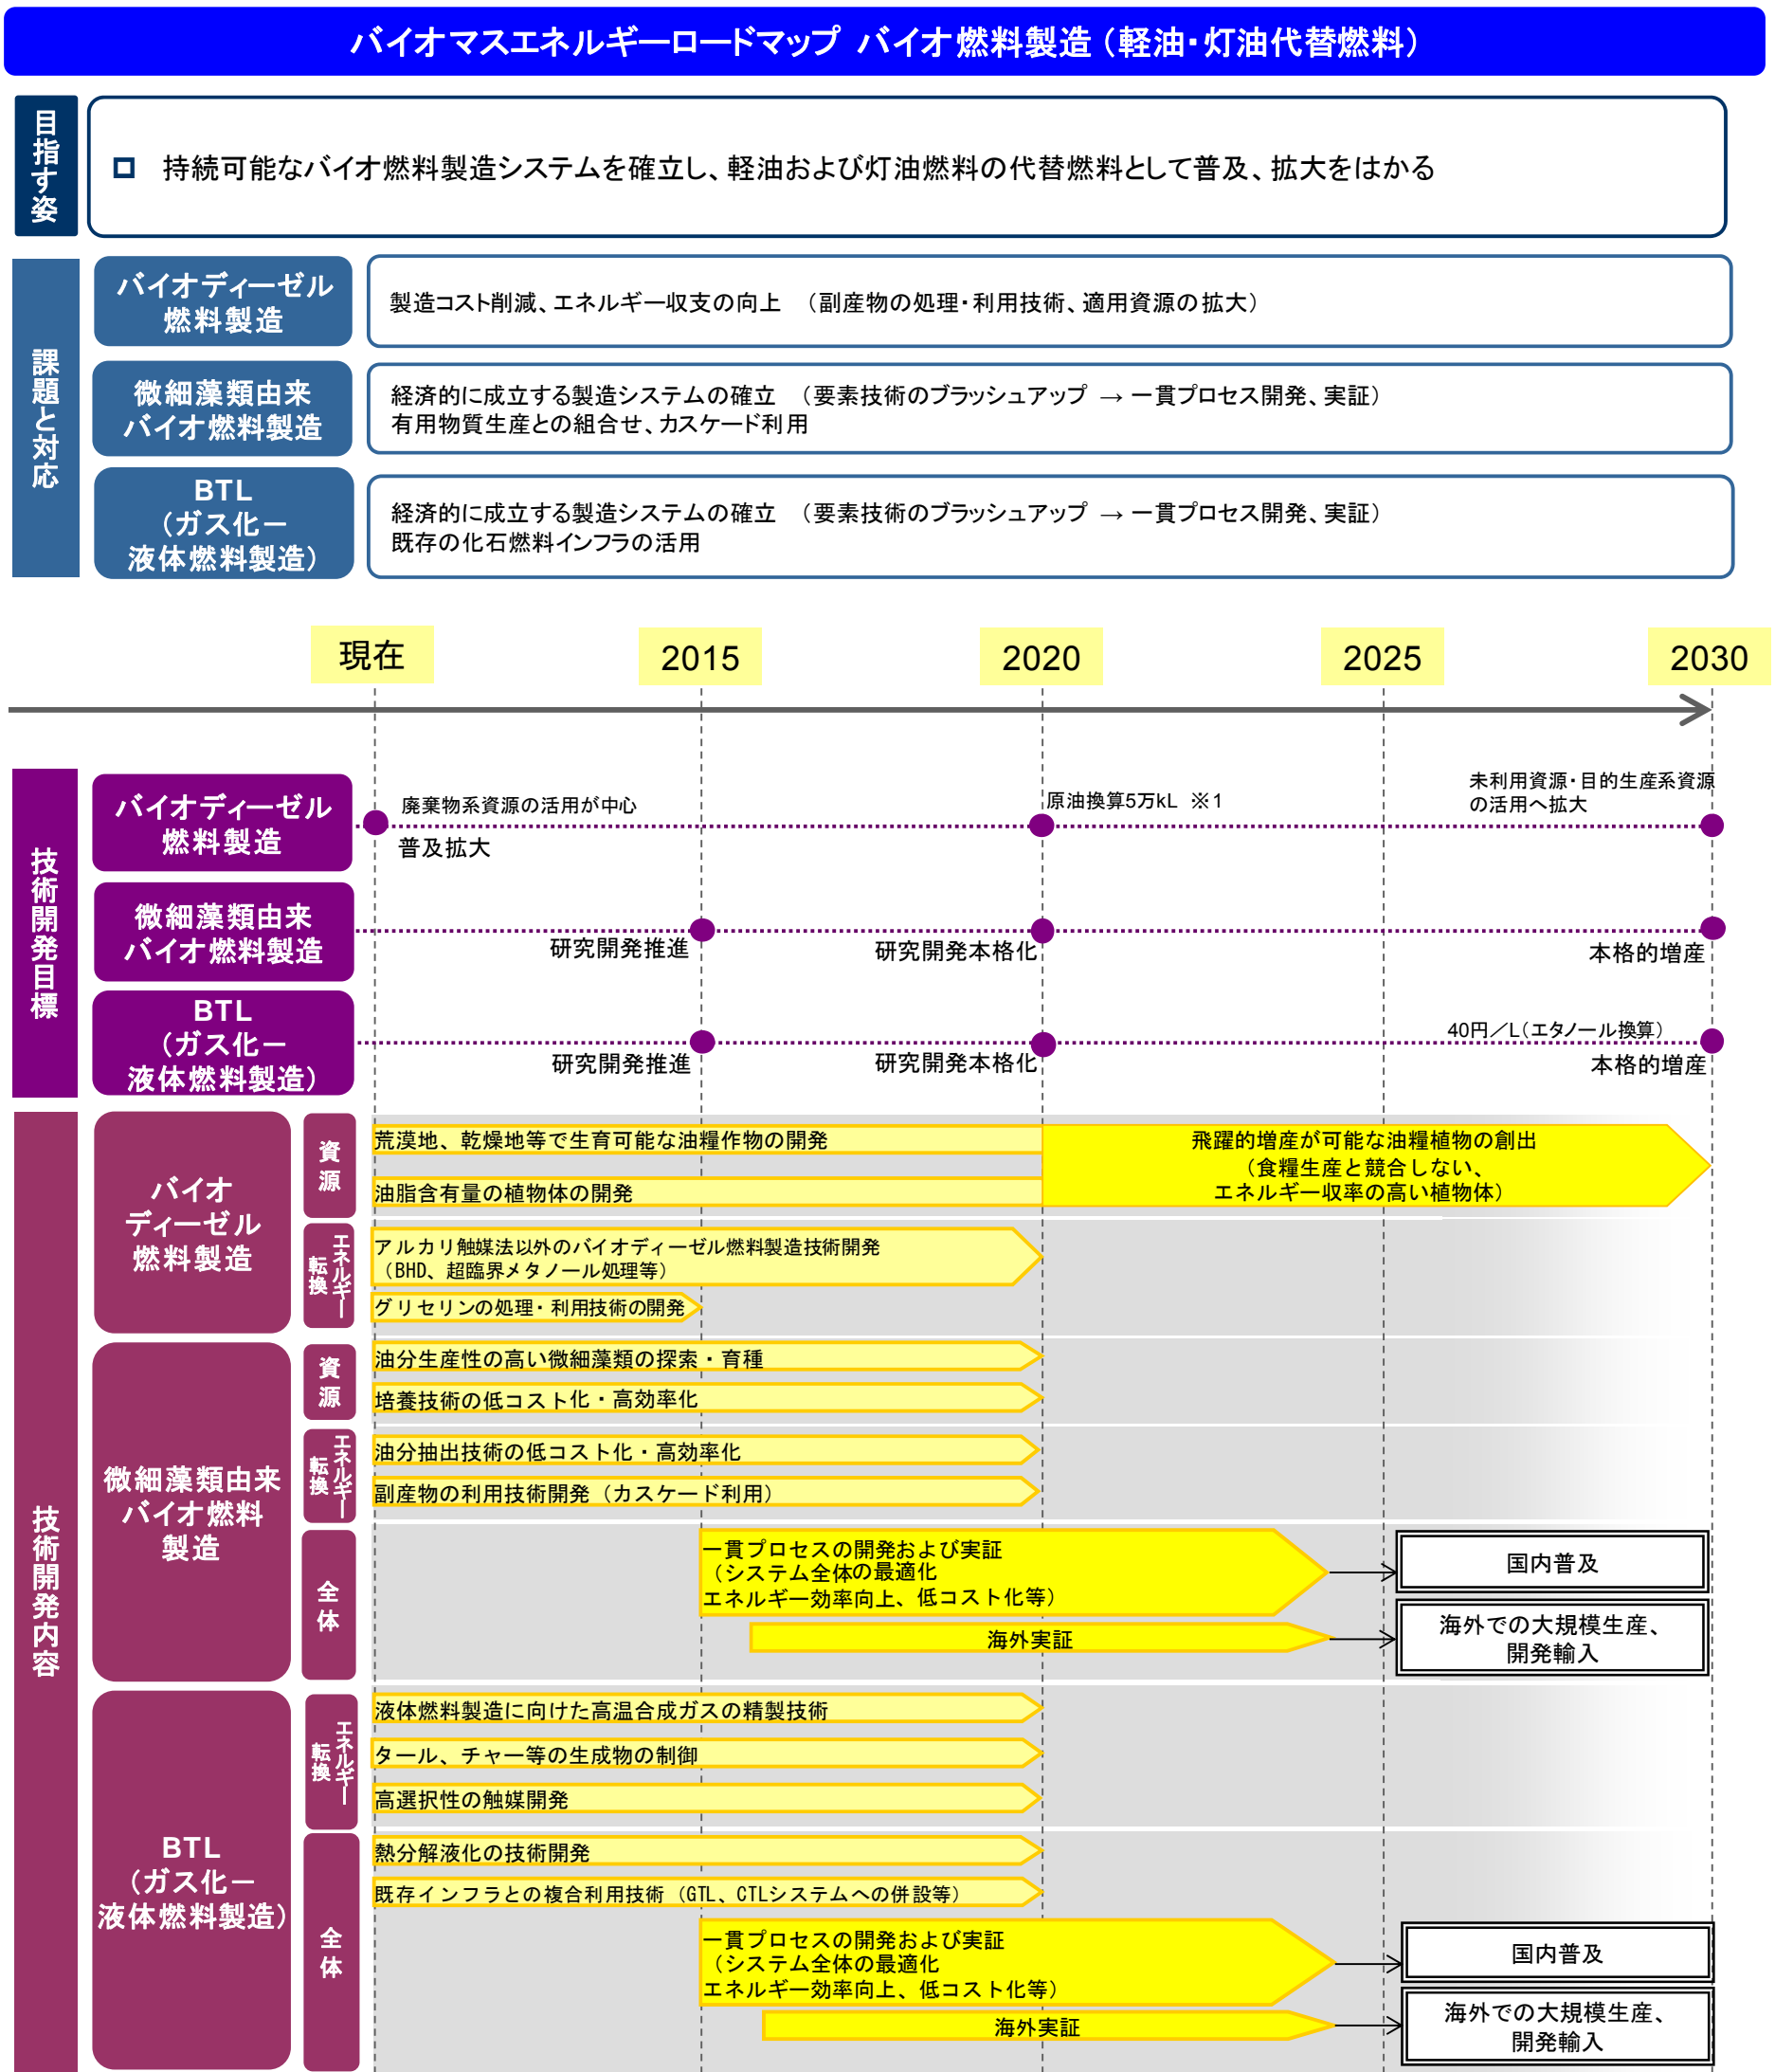 バイオマスエネルギーロードマップ バイオ燃料製造（軽油・灯油代替燃料）
目指す姿
持続可能なバイオ燃料製造システムを確立し、軽油および灯油燃料の代替燃料として普及、拡大をはかる
課題と対応
バイオディーゼル
燃料製造
製造コスト削減、エネルギー収支の向上 （副産物の処理・利用技術、適用資源の拡大）
微細藻類由来
バイオ燃料製造
経済的に成立する製造システムの確立 （要素技術のブラッシュアップ → 一貫プロセス開発、実証）
有用物質生産との組合せ、カスケード利用
BTL
（ガス化－
液体燃料製造）
経済的に成立する製造システムの確立 （要素技術のブラッシュアップ → 一貫プロセス開発、実証）
既存の化石燃料インフラの活用
現在
2015
2020
2025
2030
技術開発目標
バイオディーゼル
燃料製造
廃棄物系資源の活用が中心
普及拡大
原油換算5万kL ※1
未利用資源・目的生産系資源
の活用へ拡大
微細藻類由来
バイオ燃料製造
研究開発推進
研究開発本格化
本格的増産
BTL
（ガス化－
液体燃料製造）
研究開発推進
研究開発本格化
40円／L（エタノール換算）
本格的増産
技術開発内容
バイオ
ディーゼル
燃料製造
資源
荒漠地、乾燥地等で生育可能な油糧作物の開発
油脂含有量の植物体の開発
飛躍的増産が可能な油糧植物の創出
（食糧生産と競合しない、
エネルギー収率の高い植物体）
エネルギー
転換
アルカリ触媒法以外のバイオディーゼル燃料製造技術開発
（BHD、超臨界メタノール処理等）
グリセリンの処理・利用技術の開発
微細藻類由来
バイオ燃料
製造
資源
油分生産性の高い微細藻類の探索・育種
培養技術の低コスト化・高効率化
エネルギー
転換
油分抽出技術の低コスト化・高効率化
副産物の利用技術開発（カスケード利用）
全体
一貫プロセスの開発および実証
（システム全体の最適化
エネルギー効率向上、低コスト化等）
海外実証
国内普及
海外での大規模生産、
開発輸入
BTL
（ガス化－
液体燃料製造）
エネルギー
転換
液体燃料製造に向けた高温合成ガスの精製技術
タール、チャー等の生成物の制御
高選択性の触媒開発
全体
熱分解液化の技術開発
既存インフラとの複合利用技術（GTL、CTLシステムへの併設等）
一貫プロセスの開発および実証
（システム全体の最適化
エネルギー効率向上、低コスト化等）
海外実証
国内普及
海外での大規模生産、
開発輸入